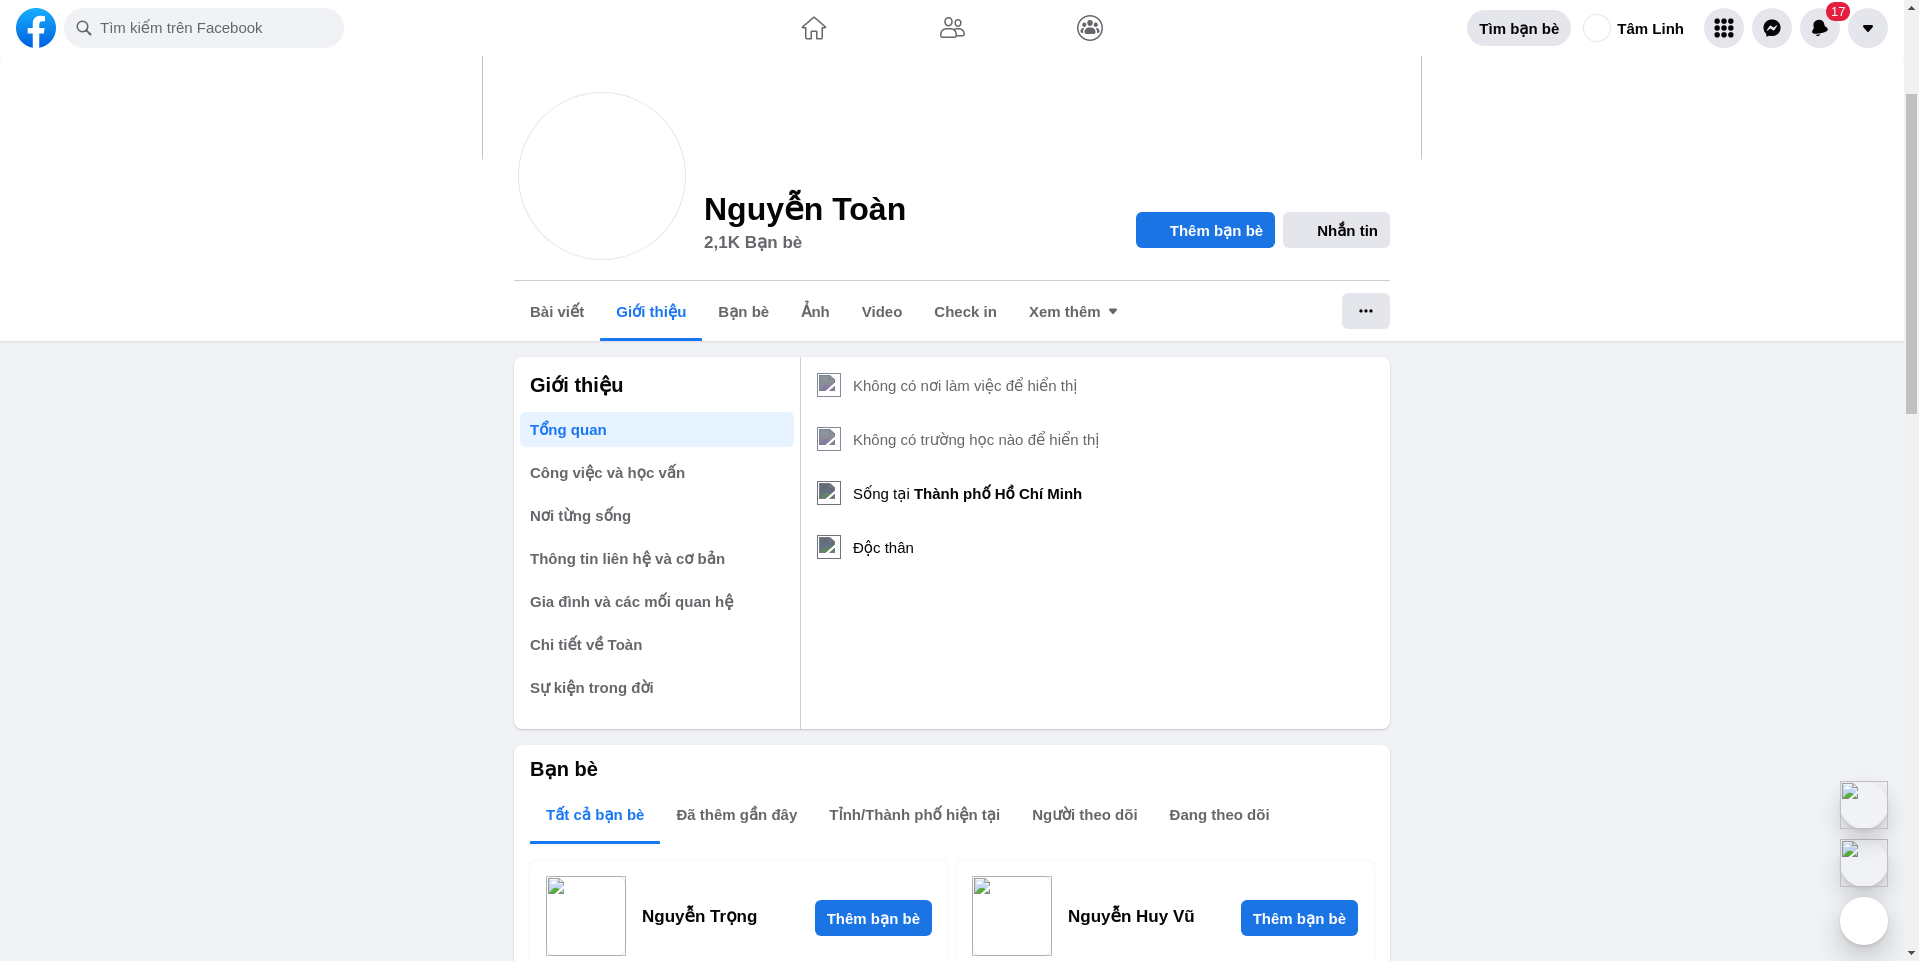 Tìm kiếm trên Facebook
Tìm bạn bè
Tâm Linh
17
Nguyễn Toàn
2,1K Bạn bè
Thêm bạn bè
Nhắn tin
Bài viết
Giới thiệu
Bạn bè
Ảnh
Video
Check in
Xem thêm
Giới thiệu
Tổng quan
Công việc và học vấn
Nơi từng sống
Thông tin liên hệ và cơ bản
Gia đình và các mối quan hệ
Chi tiết về Toàn
Sự kiện trong đời
Không có nơi làm việc để hiển thị
Không có trường học nào để hiển thị
Sống tại Thành phố Hồ Chí Minh
Độc thân
Bạn bè
Tất cả bạn bè
Đã thêm gần đây
Tỉnh/Thành phố hiện tại
Người theo dõi
Đang theo dõi
Nguyễn Trọng
Thêm bạn bè
Nguyễn Huy Vũ
Thêm bạn bè